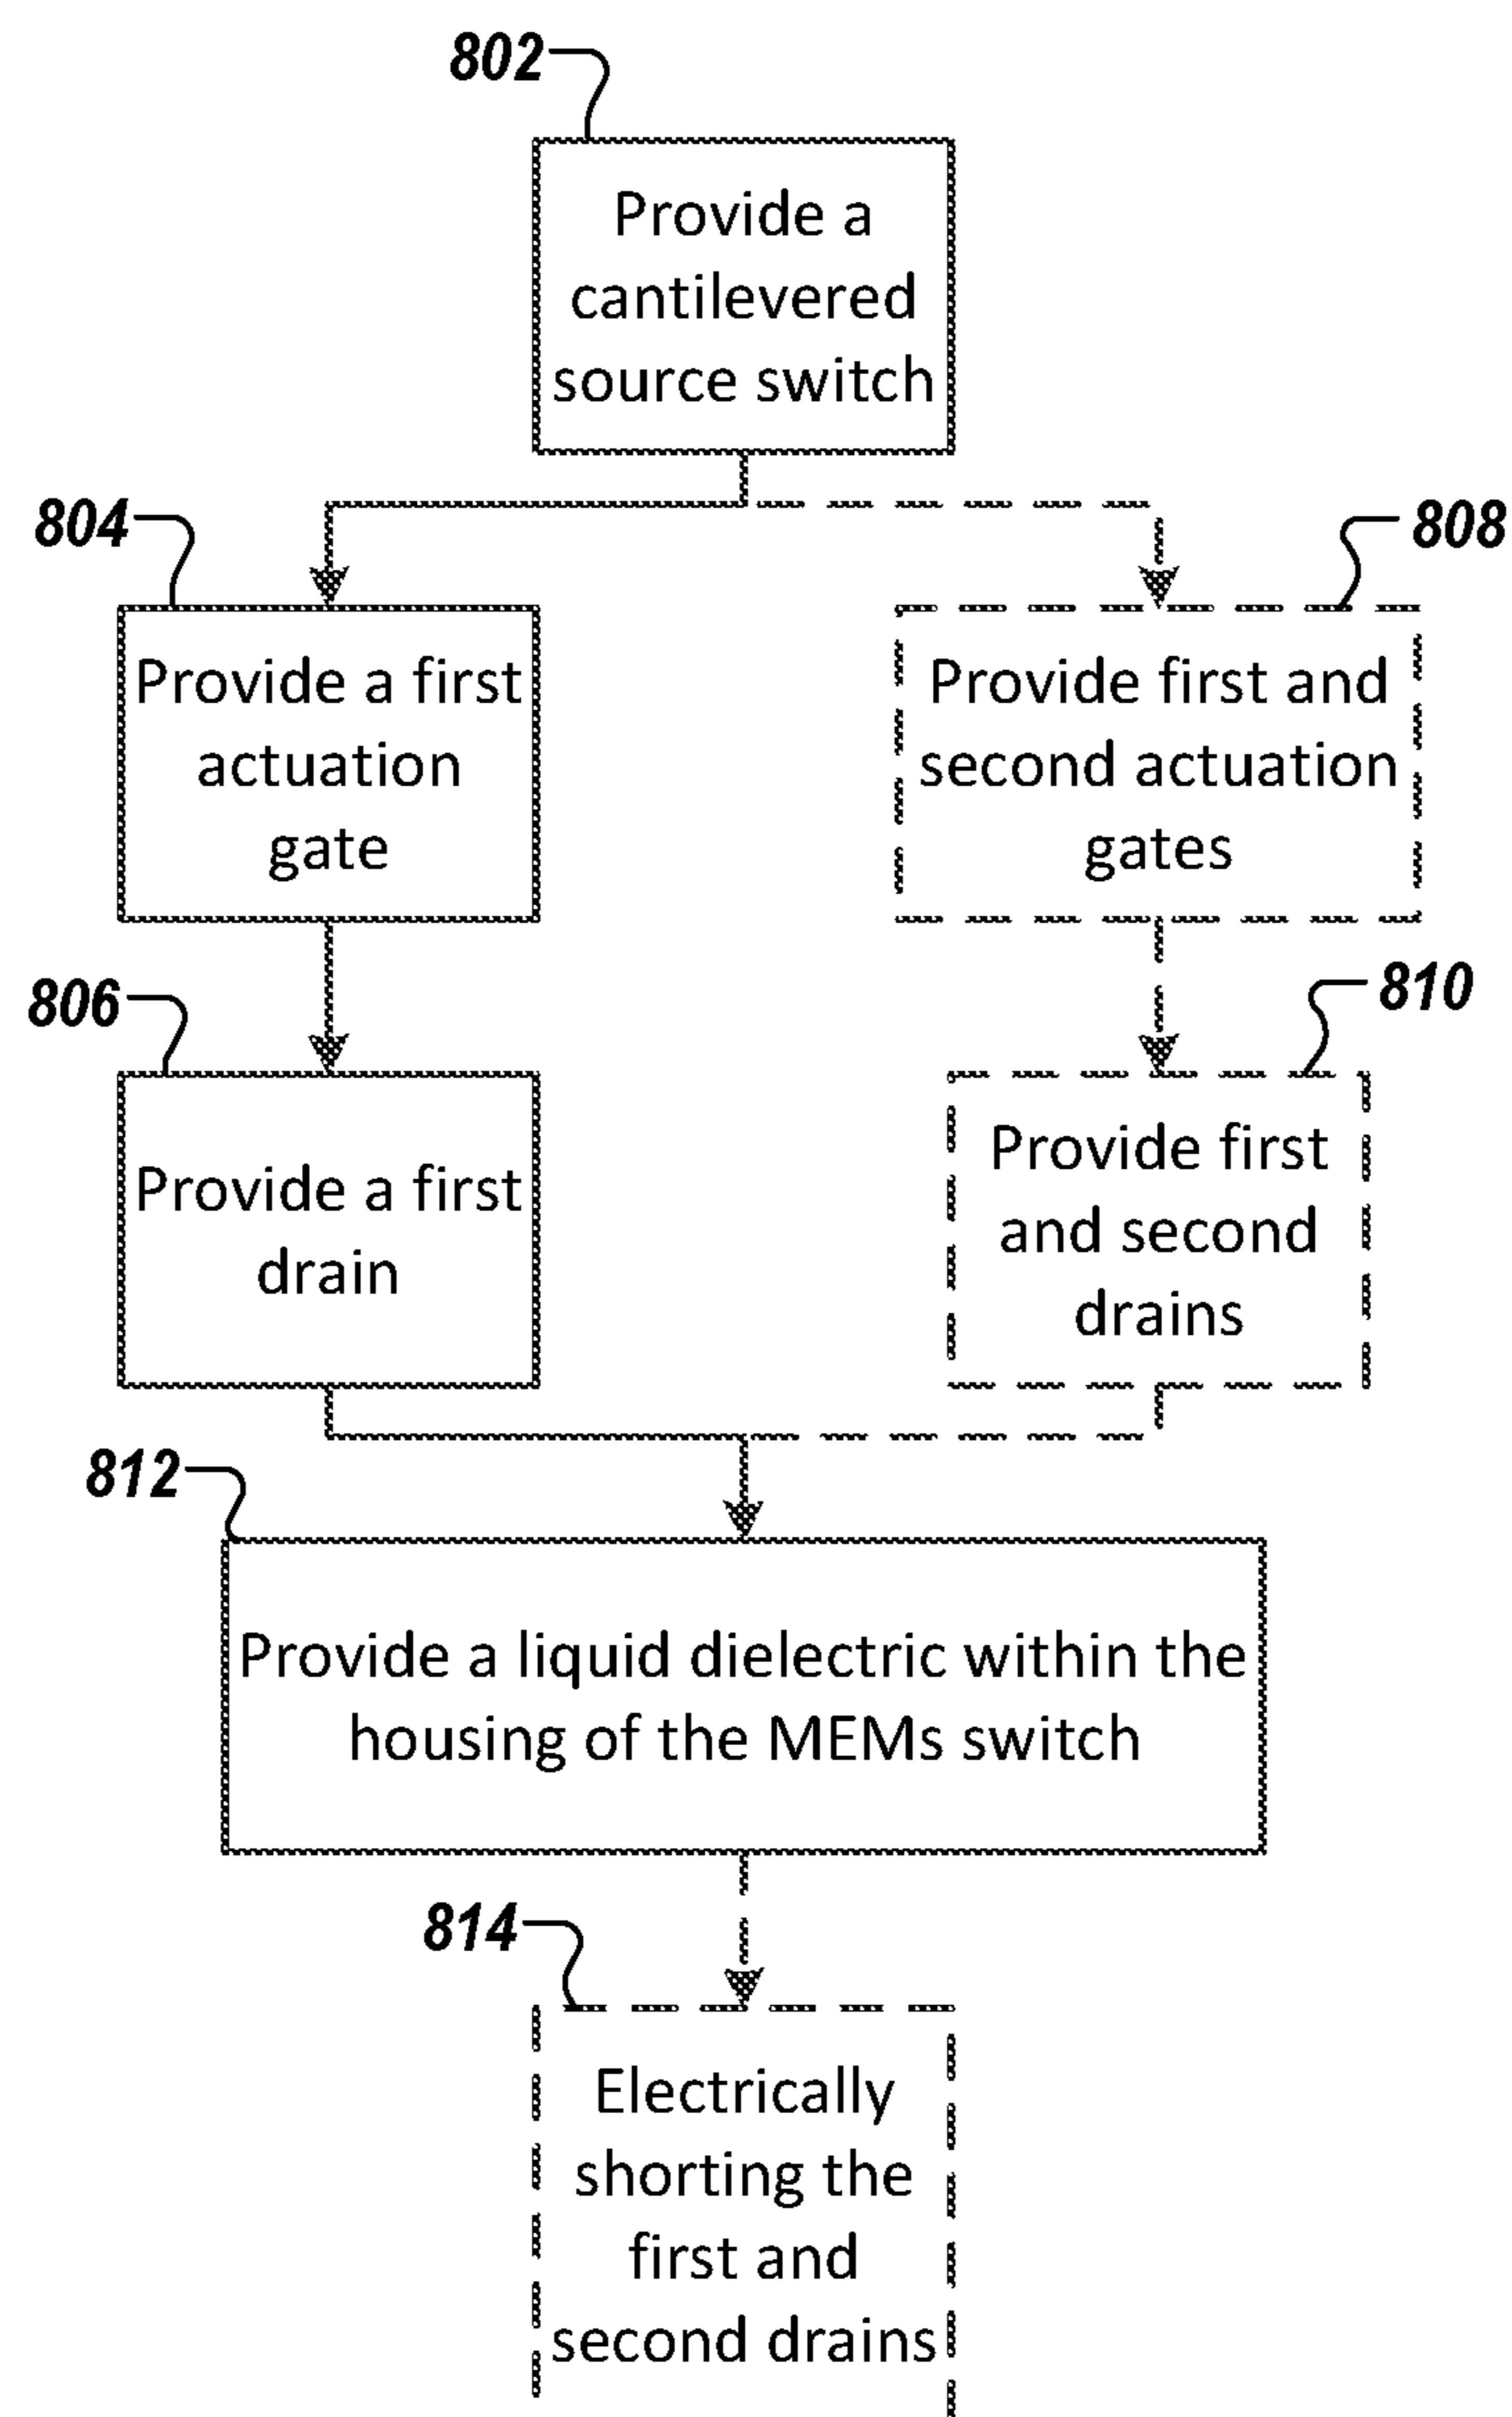 802
Provide a
cantilevered
source switch
804
Provide a first
actuation
gate
808
Provide first and
second actuation
gates
806
Provide a first
drain
810
Provide first
and second
drains
812
Provide a liquid dielectric within the
housing of the MEMs switch
814
Electrically
shorting the
first and
second drains